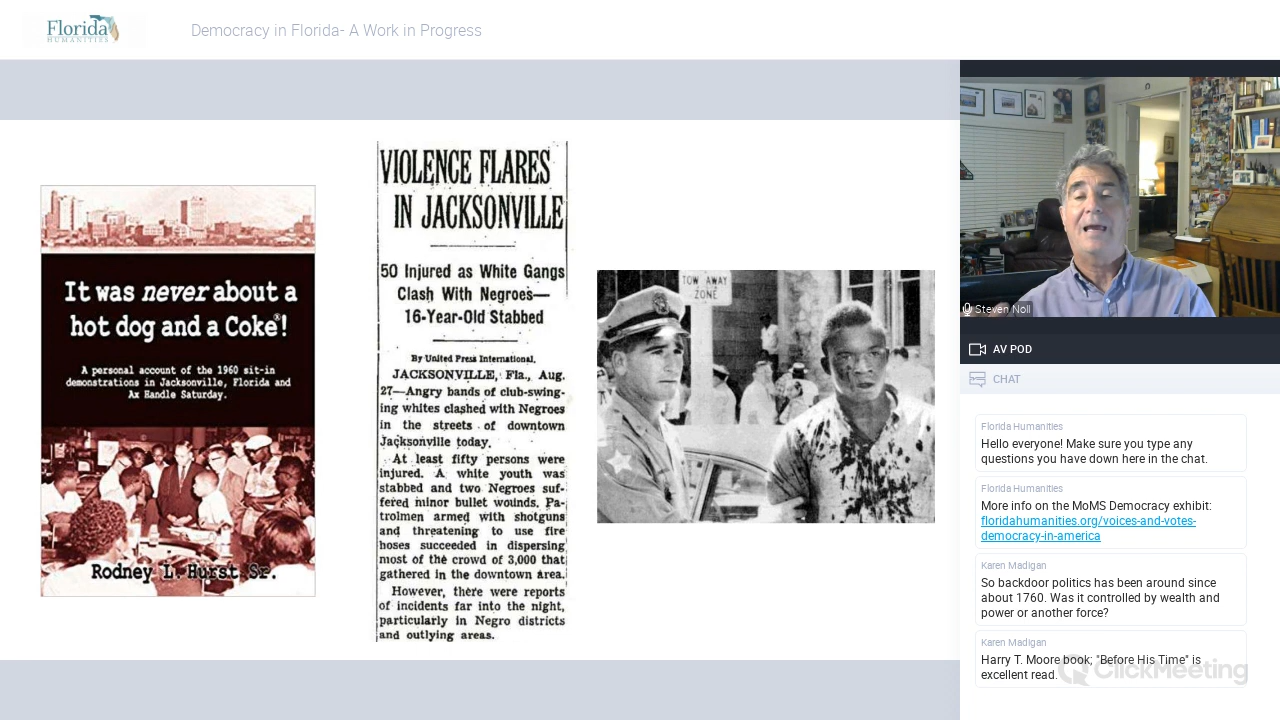 Florida
HUMANITIES
Democracy in Florida- A Work in Progress
It was never about a
hot dog and a Coke®!
A personal account of the 1960 sit-in
demonstrations in Jacksonville, Florida and
Ax Handle Saturday.
Rodney L. Hurst Sr.
VIOLENCE FLARES
IN JACKSONVILLE
50 Injured as White Gangs
Clash With Negroes—
16-Year-Old Stabbed
By United Press International.
JACKSONVILLE, Fla., Aug.
27—Angry bands of club-swing-
ing whites clashed with Negroes
in the streets of downtown
Jacksonville today.
At least fifty persons were
injured. A white youth was
stabbed and two Negroes suf-
fered minor bullet wounds. Pa-
trolmen armed with shotguns
and threatening to use fire
hoses succeeded in dispersing
most of the crowd of 3,000 that
gathered in the downtown area.
However, there were reports
of incidents far into the night,
particularly in Negro districts
and outlying areas.
TOW AWAY
ZONE
Steven Noll
AV POD
CHAT
Florida Humanities
Hello everyone! Make sure you type any
questions you have down here in the chat.
Florida Humanities
More info on the MoMS Democracy exhibit:
floridahumanities.org/voices-and-votes-
democracy-in-america
Karen Madigan
So backdoor politics has been around since
about 1760. Was it controlled by wealth and
power or another force?
Karen Madigan
Harry T. Moore book; "Before His Time" is
excellent read.
ClickMeeting